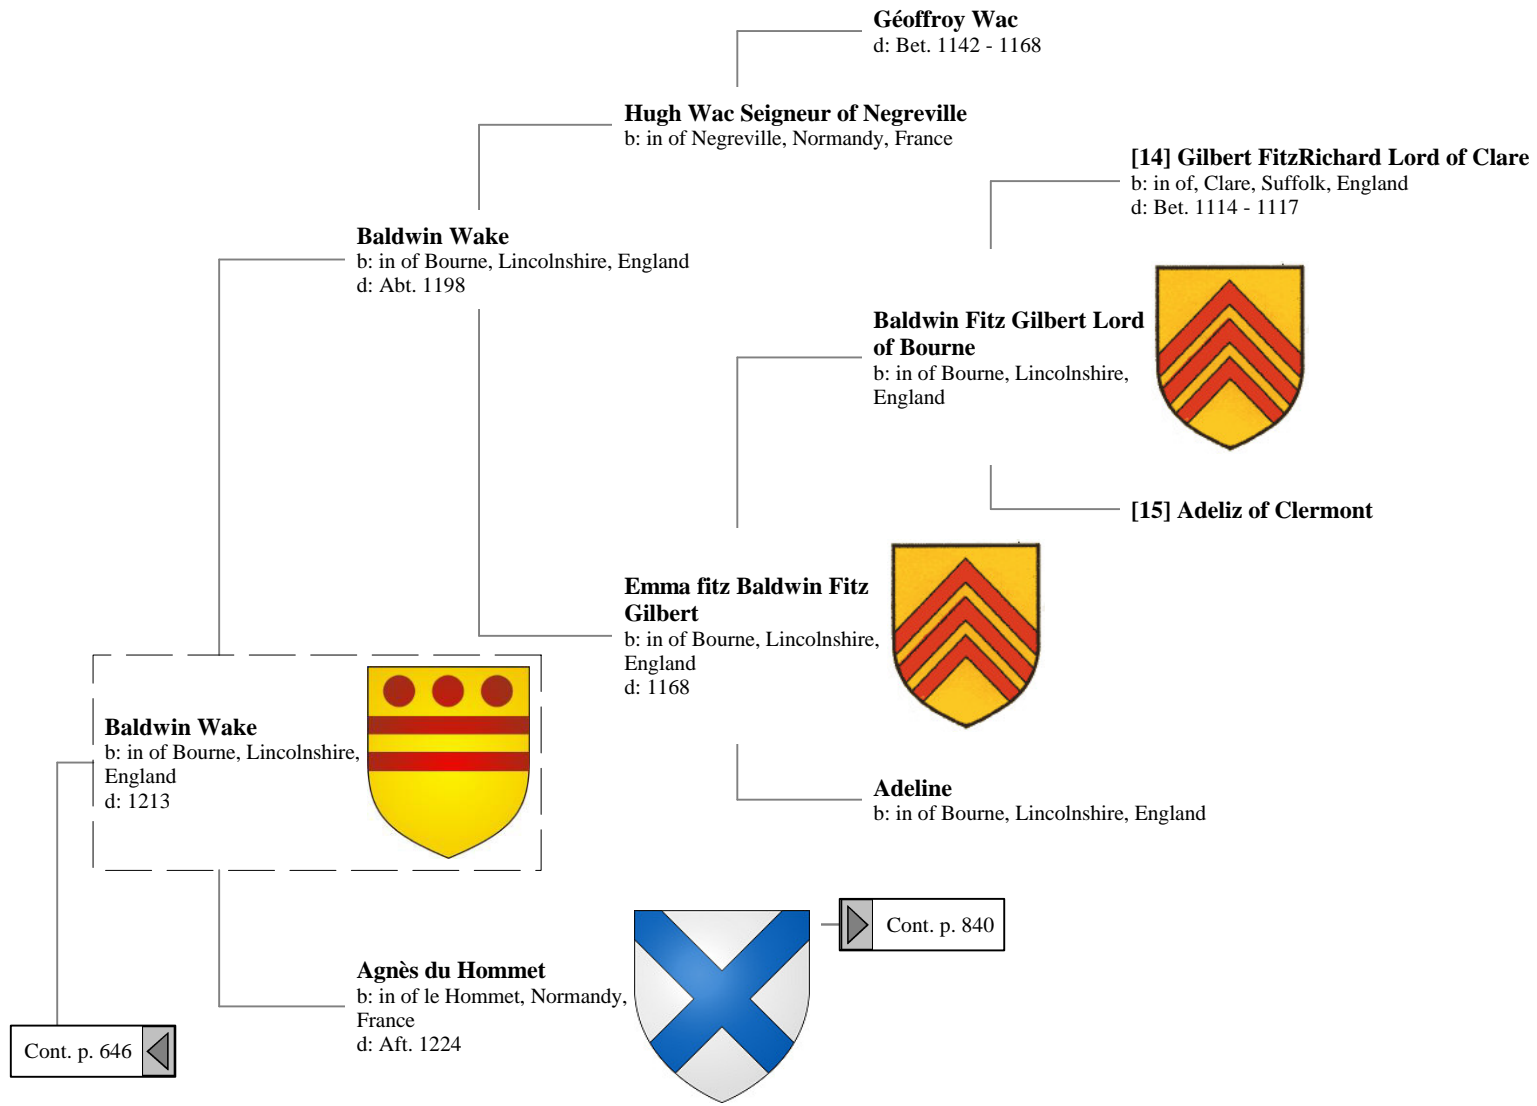 Géoffroy Wac
d: Bet. 1142 - 1168
Hugh Wac Seigneur of Negreville
b: in of Negreville, Normandy, France
[14] Gilbert FitzRichard Lord of Clare
b: in of, Clare, Suffolk, England
d: Bet. 1114 - 1117
Baldwin Wake
b: in of Bourne, Lincolnshire, England
d: Abt. 1198
Baldwin Fitz Gilbert Lord
of Bourne
b: in of Bourne, Lincolnshire,
England
[15] Adeliz of Clermont
Emma fitz Baldwin Fitz
Gilbert
b: in of Bourne, Lincolnshire,
England
d: 1168
Baldwin Wake
b: in of Bourne, Lincolnshire,
England
d: 1213
Adeline
b: in of Bourne, Lincolnshire, England
Cont. p. 840
Agnès du Hommet
b: in of le Hommet, Normandy,
France
d: Aft. 1224
Cont. p. 646